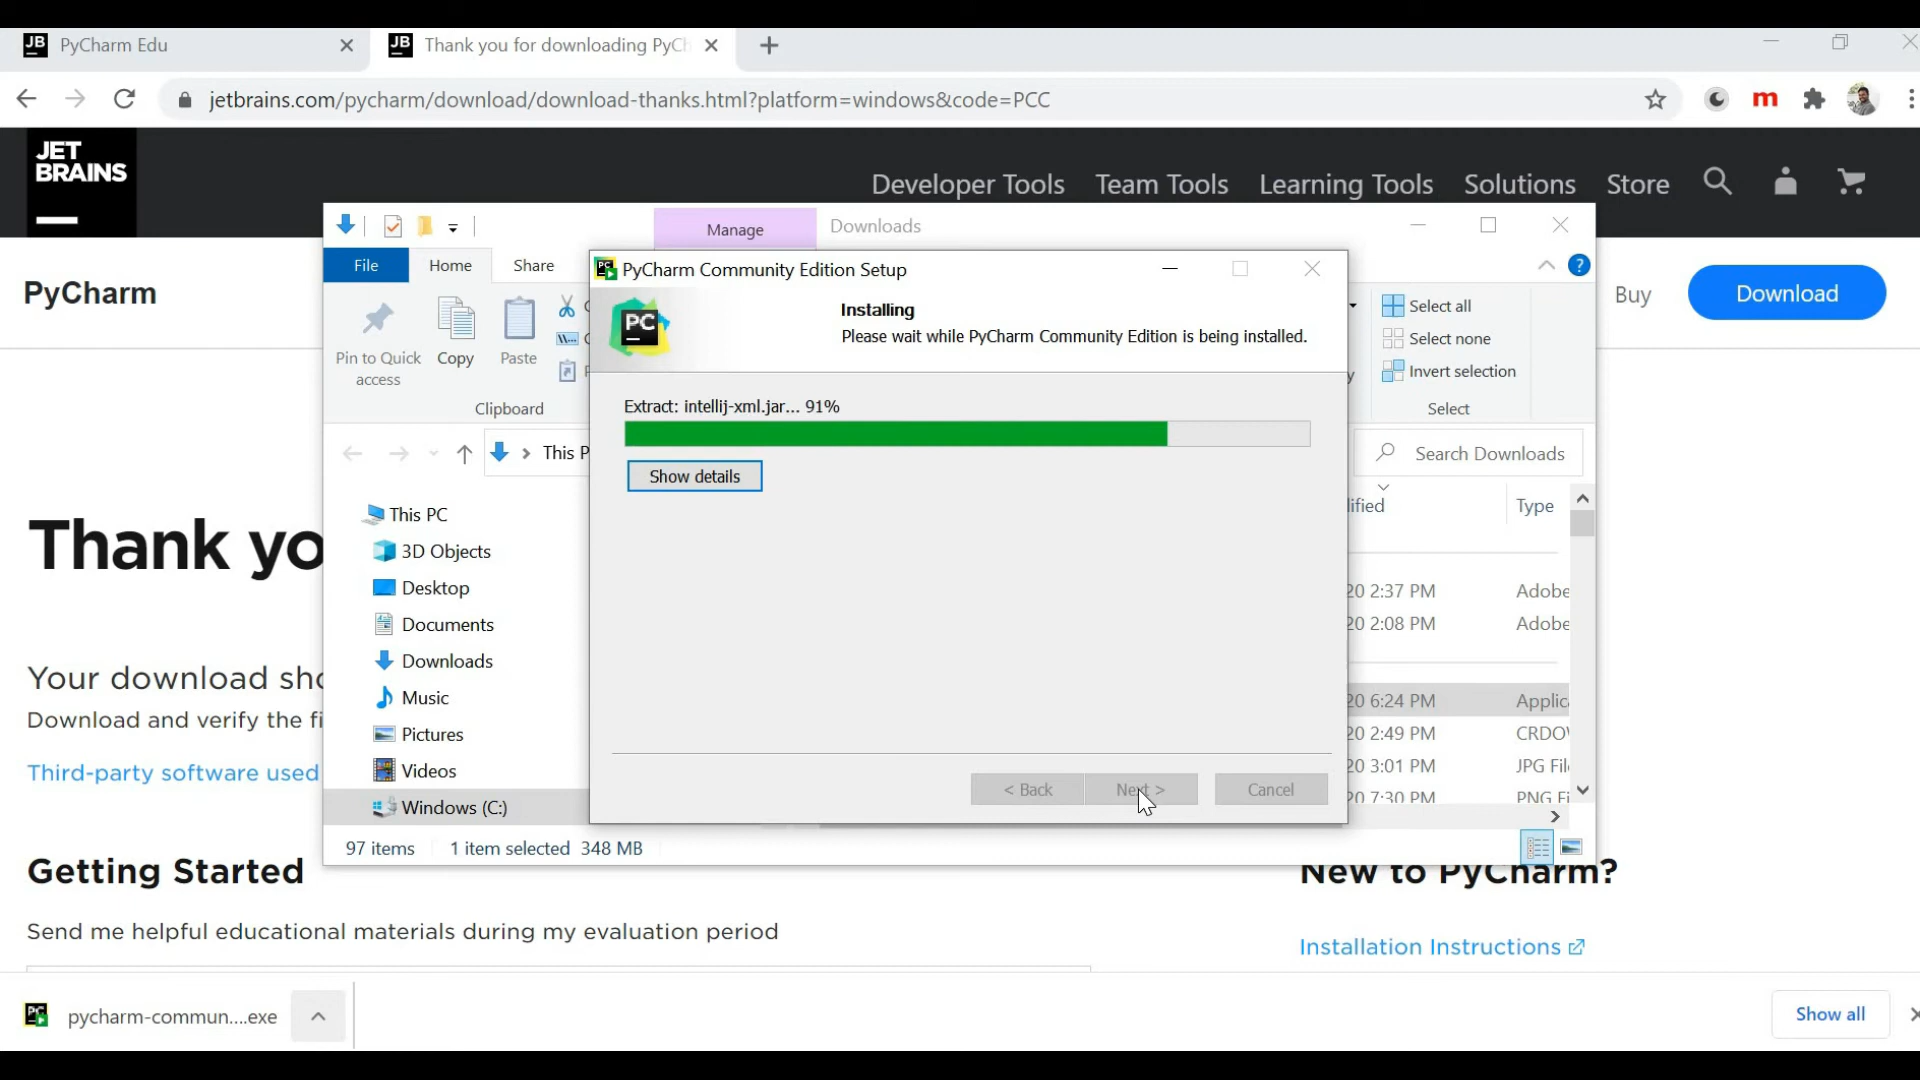 PyCharm Edu
Thank you for downloading PyCh
jetbrains.com/pycharm/download/download-thanks.html?platform=windows&code=PCC
JET
BRAINS
Developer Tools
Team Tools
Learning Tools
Solutions
Store
PyCharm
Buy
Download
Manage
Downloads
File
Home
Share
Pin to Quick
access
Copy
Paste
Clipboard
Select all
Select none
Invert selection
Select
This P
Search Downloads
PyCharm Community Edition Setup
Installing
Please wait while PyCharm Community Edition is being installed.
Extract: intellij-xml.jar... 91%
Show details
< Back
Next >
Cancel
This PC
3D Objects
Desktop
Documents
Downloads
Music
Pictures
Videos
Windows (C:)
ified
Type
20 2:37 PM Adobe
20 2:08 PM Adobe
20 6:24 PM Applic
20 2:49 PM CRDO
20 3:01 PM JPG Fil
20 7:30 PM PNG Fi
97 items 1 item selected 348 MB
Thank yo
Your download sho
Download and verify the fi
Third-party software used
Getting Started
Send me helpful educational materials during my evaluation period
New to PyCharm?
Installation Instructions
pycharm-commun....exe
Show all